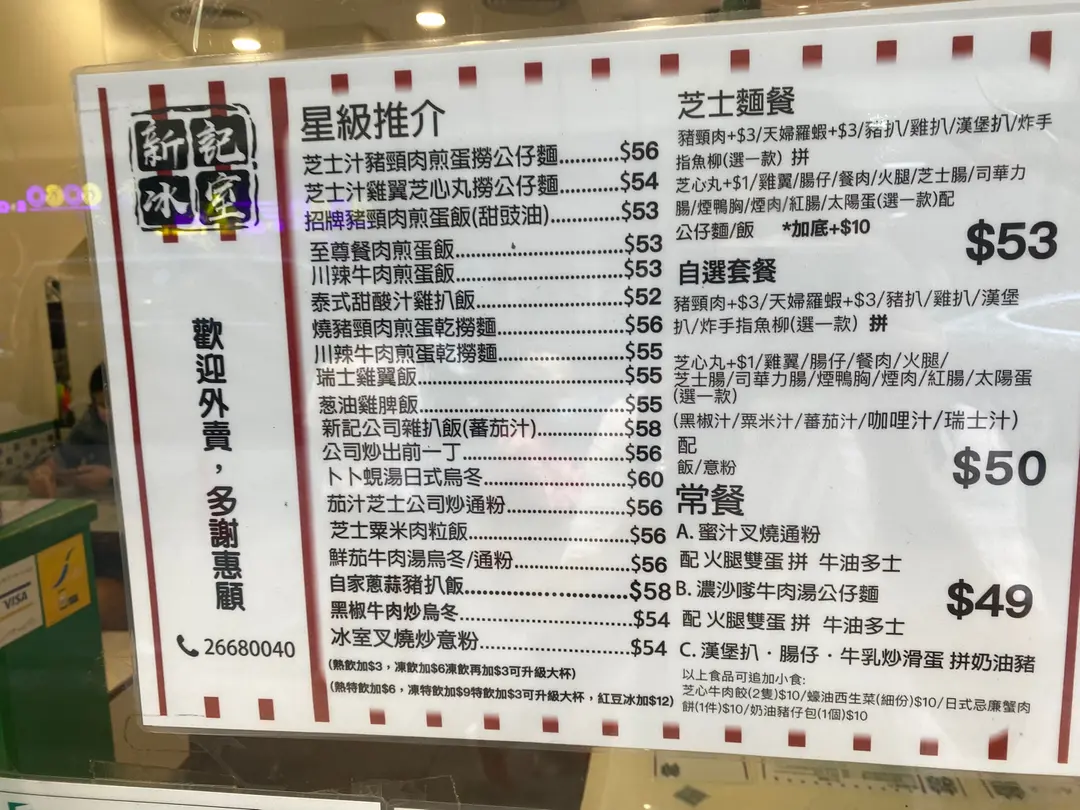 新記
冰室
歡迎外賣，多謝惠顧
26680040
VISA
星級推介
芝士汁豬頸肉煎蛋撈公仔麵..........$56
芝士汁雞翼芝心丸撈公仔麵..........$54
招牌豬頸肉煎蛋飯(甜豉油)............$53
至尊餐肉煎蛋飯............................$53
川辣牛肉煎蛋飯............................$53
泰式甜酸汁雞扒飯.........................$52
燒豬頸肉煎蛋乾撈麵.....................$56
川辣牛肉煎蛋乾撈麵.....................$55
瑞士雞翼飯..................................$55
葱油雞脾飯..................................$55
新記公司雜扒飯(蕃茄汁)..............$58
公司炒出前一丁...........................$56
卜卜蜆湯日式烏冬........................$60
茄汁芝士公司炒通粉.....................$56
芝士粟米肉粒飯...........................$56
鮮茄牛肉湯烏冬/通粉...................$56
自家蔥蒜豬扒飯...........................$58
黑椒牛肉炒烏冬...........................$54
冰室叉燒炒意粉...........................$54
(熱飲加$3，凍飲加$6凍飲再加$3可升級大杯)
(熱特飲加$6，凍特飲加$9特飲加$3可升級大杯，紅豆冰加$12)
芝士麵餐
豬頸肉+$3/天婦羅蝦+$3/豬扒/雞扒/漢堡扒/炸手
指魚柳(選一款) 拼
芝心丸+$1/雞翼/腸仔/餐肉/火腿/芝士腸/司華力
腸/煙鴨胸/煙肉/紅腸/太陽蛋(選一款)配
公仔麵/飯 *加底+$10
$53
自選套餐
豬頸肉+$3/天婦羅蝦+$3/豬扒/雞扒/漢堡
扒/炸手指魚柳(選一款) 拼
芝心丸+$1/雞翼/腸仔/餐肉/火腿/
芝士腸/司華力腸/煙鴨胸/煙肉/紅腸/太陽蛋
(選一款)
(黑椒汁/粟米汁/蕃茄汁/咖哩汁/瑞士汁)
配
飯/意粉
$50
常餐
A. 蜜汁叉燒通粉
配 火腿雙蛋 拼 牛油多士
B. 濃沙嗲牛肉湯公仔麵
$49
配 火腿雙蛋 拼 牛油多士
C. 漢堡扒．腸仔．牛乳炒滑蛋 拼奶油豬
以上食品可追加小食:
芝心牛肉餃(2隻)$10/蠔油西生菜(細份)$10/日式忌廉蟹肉
餅(1件)$10/奶油豬仔包(1個)$10